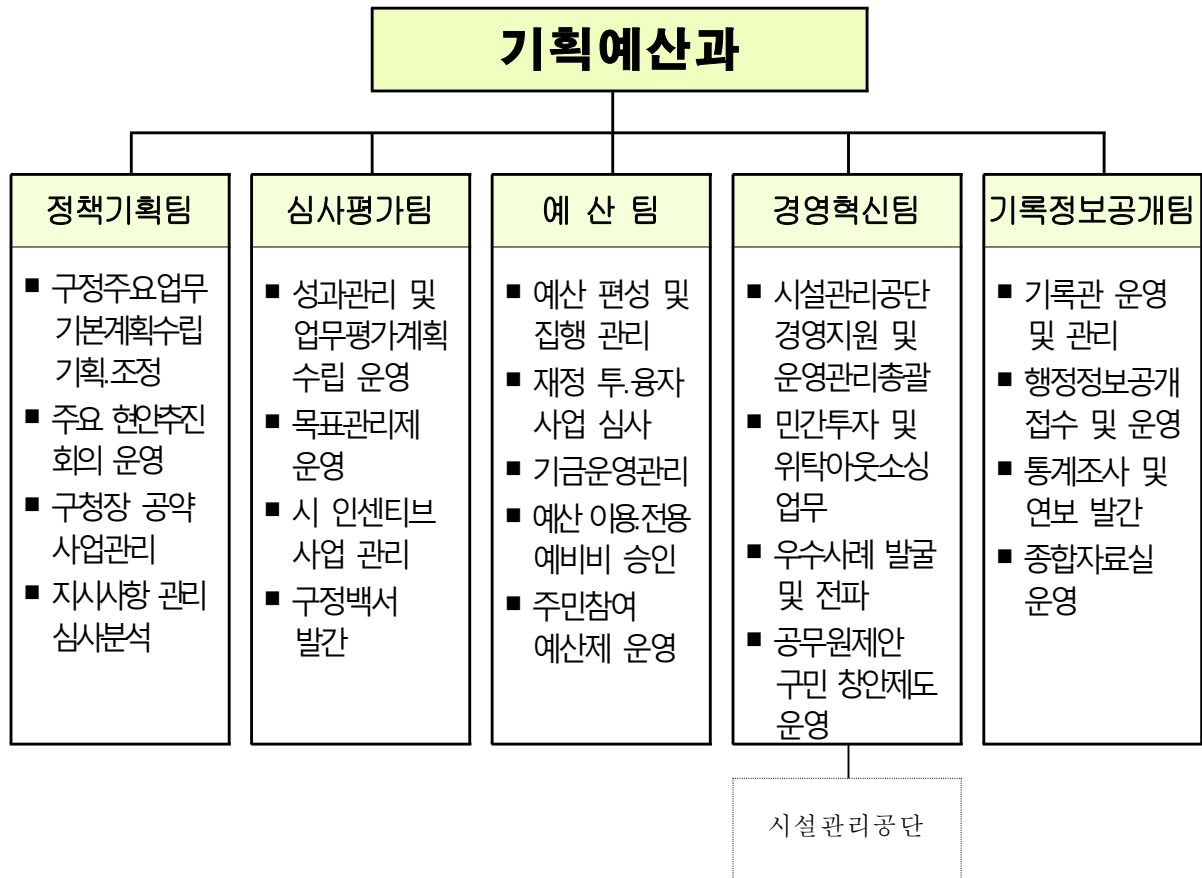 기획예산과
정책기획팀
■ 구정주요업무
기본계획수립
기획.조정
■ 주요 현안추진
회의 운영
■ 구청장 공약
사업관리
■ 지시사항 관리
심사분석
심사평가팀
■ 성과관리 및
업무평가계획
수립 운영
■ 목표관리제
운영
■ 시 인센티브
사업 관리
■ 구정백서
발간
예 산 팀
■ 예산 편성 및
집행 관리
■ 재정 투.융자
사업 심사
■ 기금운영관리
■ 예산 이용.전용
예비비 승인
■ 주민참여
예산제 운영
경영혁신팀
■ 시설관리공단
경영지원 및
운영관리총괄
■ 민간투자 및
위탁아웃소싱
업무
■ 우수사례 발굴
및 전파
■ 공무원제안
구민 창안제도
운영
기록정보공개팀
■ 기록관 운영
및 관리
■ 행정정보공개
접수 및 운영
■ 통계조사 및
연보 발간
■ 종합자료실
운영
시설관리공단